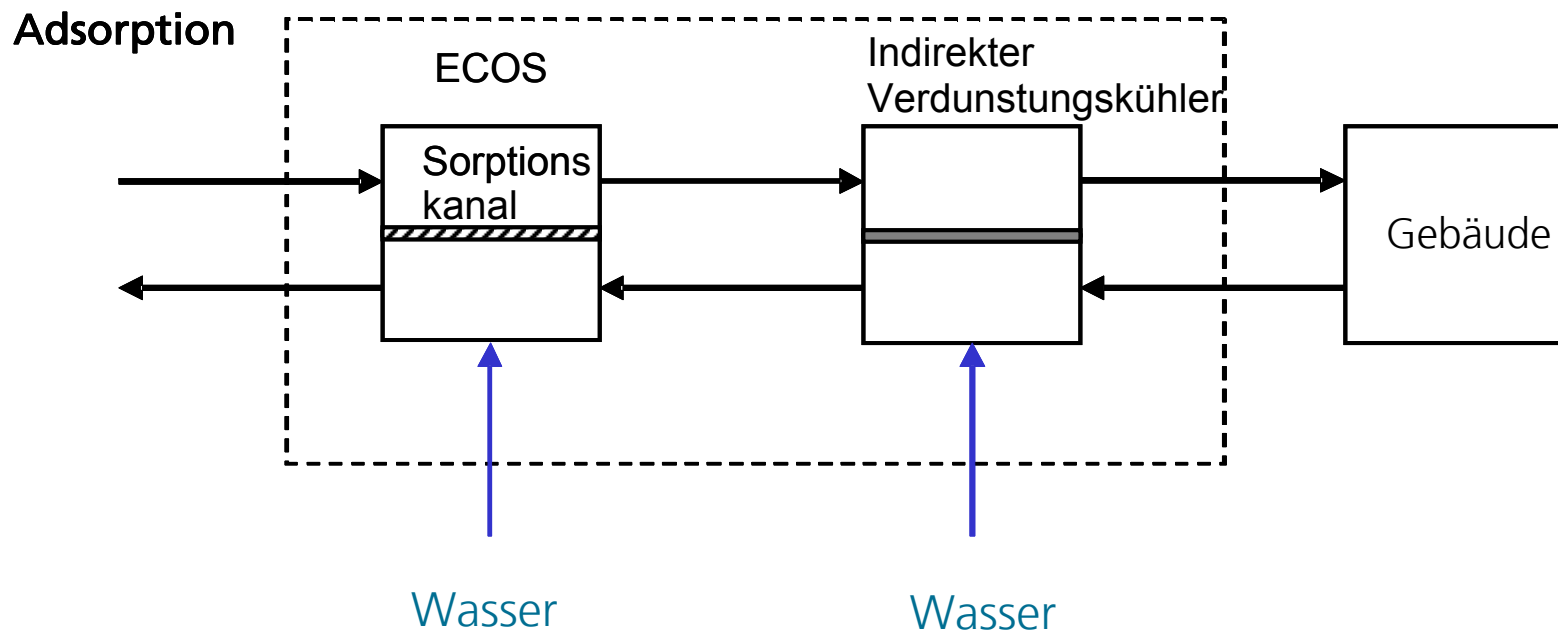 Adsorption
ECOS
Indirekter
Verdunstungskühler
Sorptions
kanal
Gebäude
Wasser
Wasser